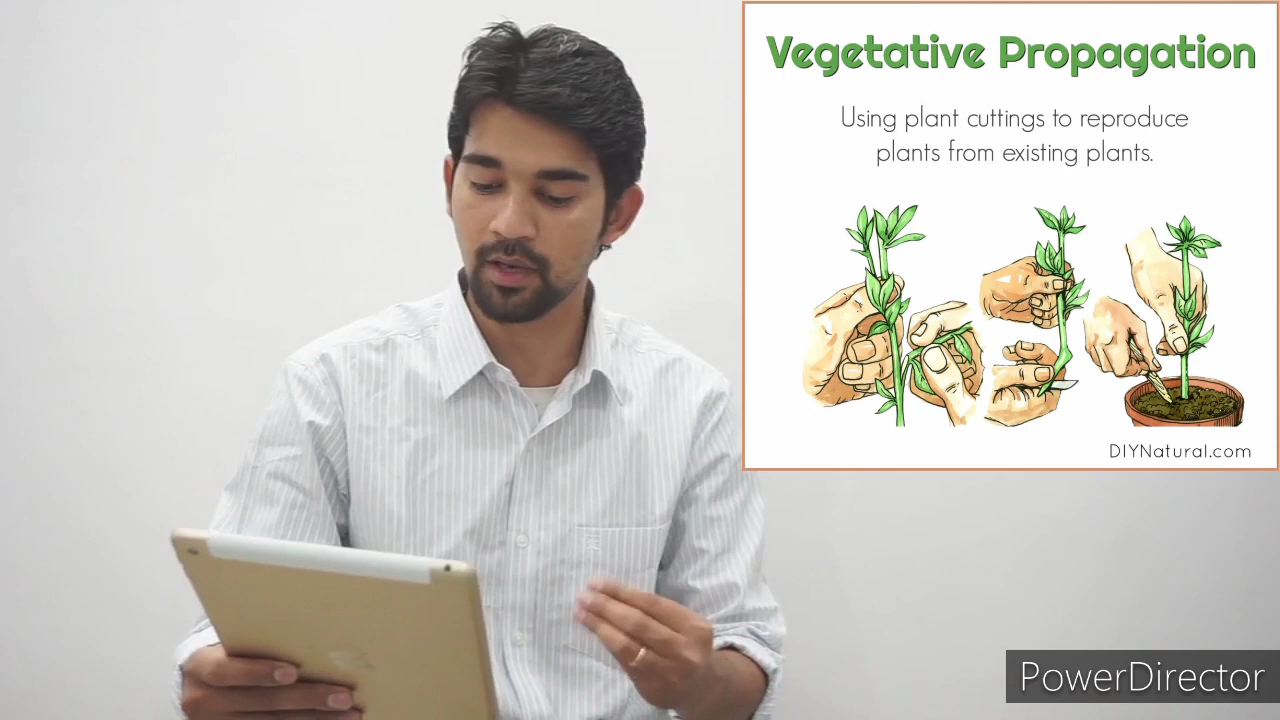 Vegetative Propagation
Using plant cuttings to reproduce
plants from existing plants.
DIYNatural.com
PowerDirector